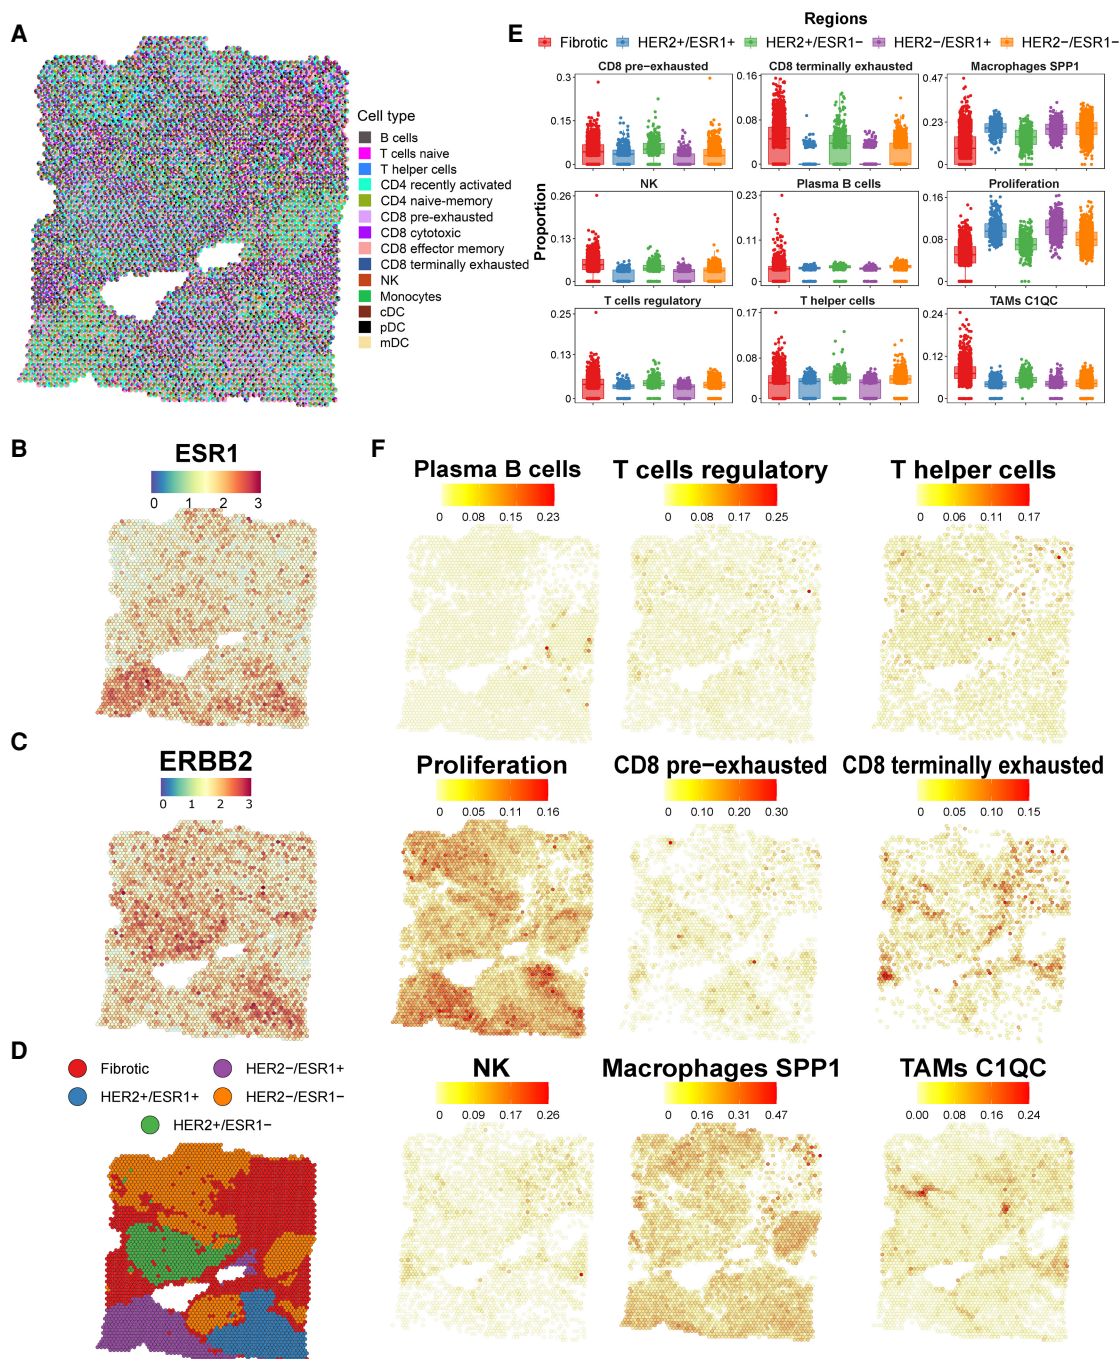 A
Cell type
B cells
T cells naive
T helper cells
CD4 recently activated
CD4 naive-memory
CD8 pre-exhausted
CD8 cytotoxic
CD8 effector memory
CD8 terminally exhausted
NK
Monocytes
cDC
pDC
mDC
E
Regions
Fibrotic HER2+/ESR1+ HER2+/ESR1− HER2−/ESR1+ HER2−/ESR1−
Proportion
CD8 pre−exhausted CD8 terminally exhausted Macrophages SPP1
0.3 0.16 0.47
0.15 0.08 0.23
0 0 0
NK Plasma B cells Proliferation
0.26 0.23 0.16
0.13 0.11 0.08
0 0 0
T cells regulatory T helper cells TAMs C1QC
0.25 0.17 0.24
0.13 0.08 0.12
0 0 0
B
ESR1
0 1 2 3
C
ERBB2
0 1 2 3
D
Fibrotic HER2−/ESR1+
HER2+/ESR1+ HER2−/ESR1−
HER2+/ESR1−
F
Plasma B cells T cells regulatory T helper cells
0 0.08 0.15 0.23 0 0.08 0.17 0.25 0 0.06 0.11 0.17
Proliferation CD8 pre−exhausted CD8 terminally exhausted
0 0.05 0.11 0.16 0 0.10 0.20 0.30 0 0.05 0.10 0.15
NK Macrophages SPP1 TAMs C1QC
0 0.09 0.17 0.26 0 0.16 0.31 0.47 0.00 0.08 0.16 0.24